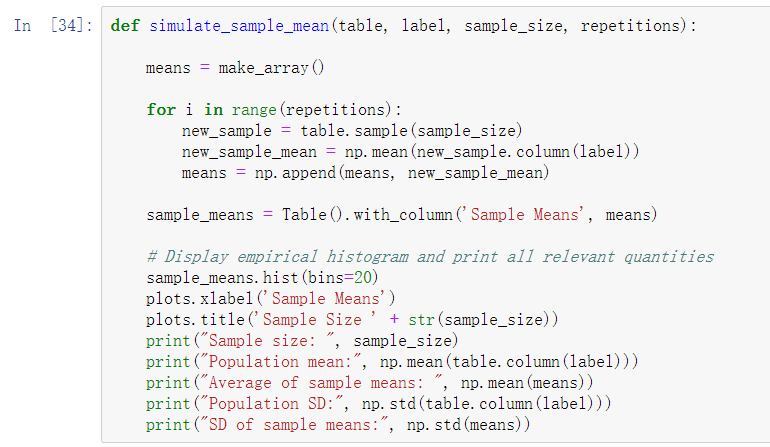 In [34]: def simulate_sample_mean(table, label, sample_size, repetitions):
means = make_array()
for i in range(repetitions):
new_sample = table.sample(sample_size)
new_sample_mean = np.mean(new_sample.column(label))
means = np.append(means, new_sample_mean)
sample_means = Table().with_column('Sample Means', means)
# Display empirical histogram and print all relevant quantities
sample_means.hist(bins=20)
plots.xlabel('Sample Means')
plots.title('Sample Size ' + str(sample_size))
print("Sample size: ", sample_size)
print("Population mean:", np.mean(table.column(label)))
print("Average of sample means: ", np.mean(means))
print("Population SD:", np.std(table.column(label)))
print("SD of sample means:", np.std(means))